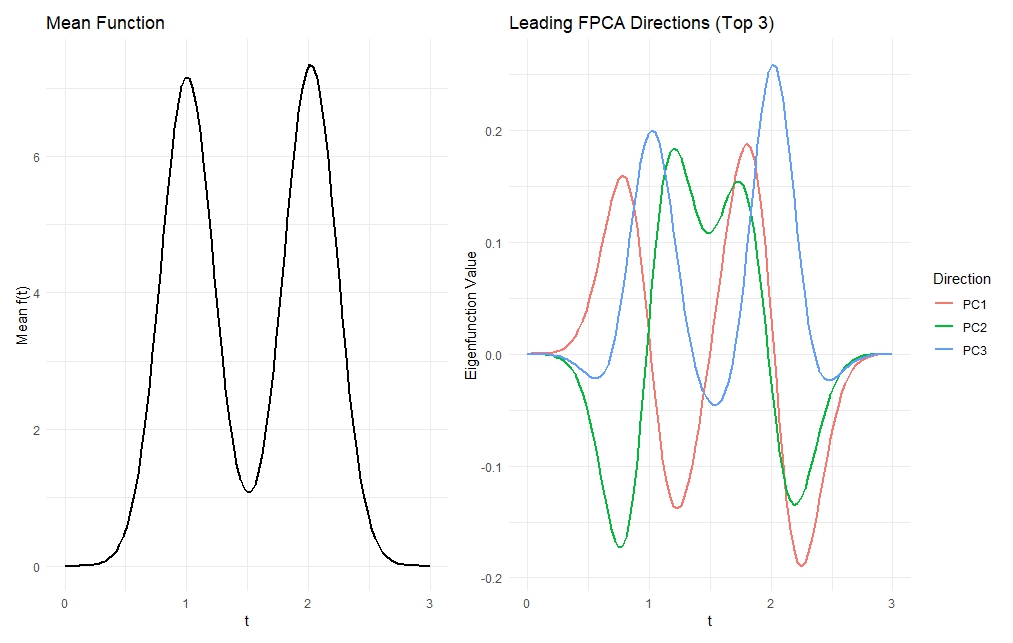 Mean Function
Mean f(t)
6
4
2
0
0 1 2 3
t
Leading FPCA Directions (Top 3)
Eigenfunction Value
0.2
0.1
0.0
-0.1
-0.2
0 1 2 3
t
Direction
PC1
PC2
PC3